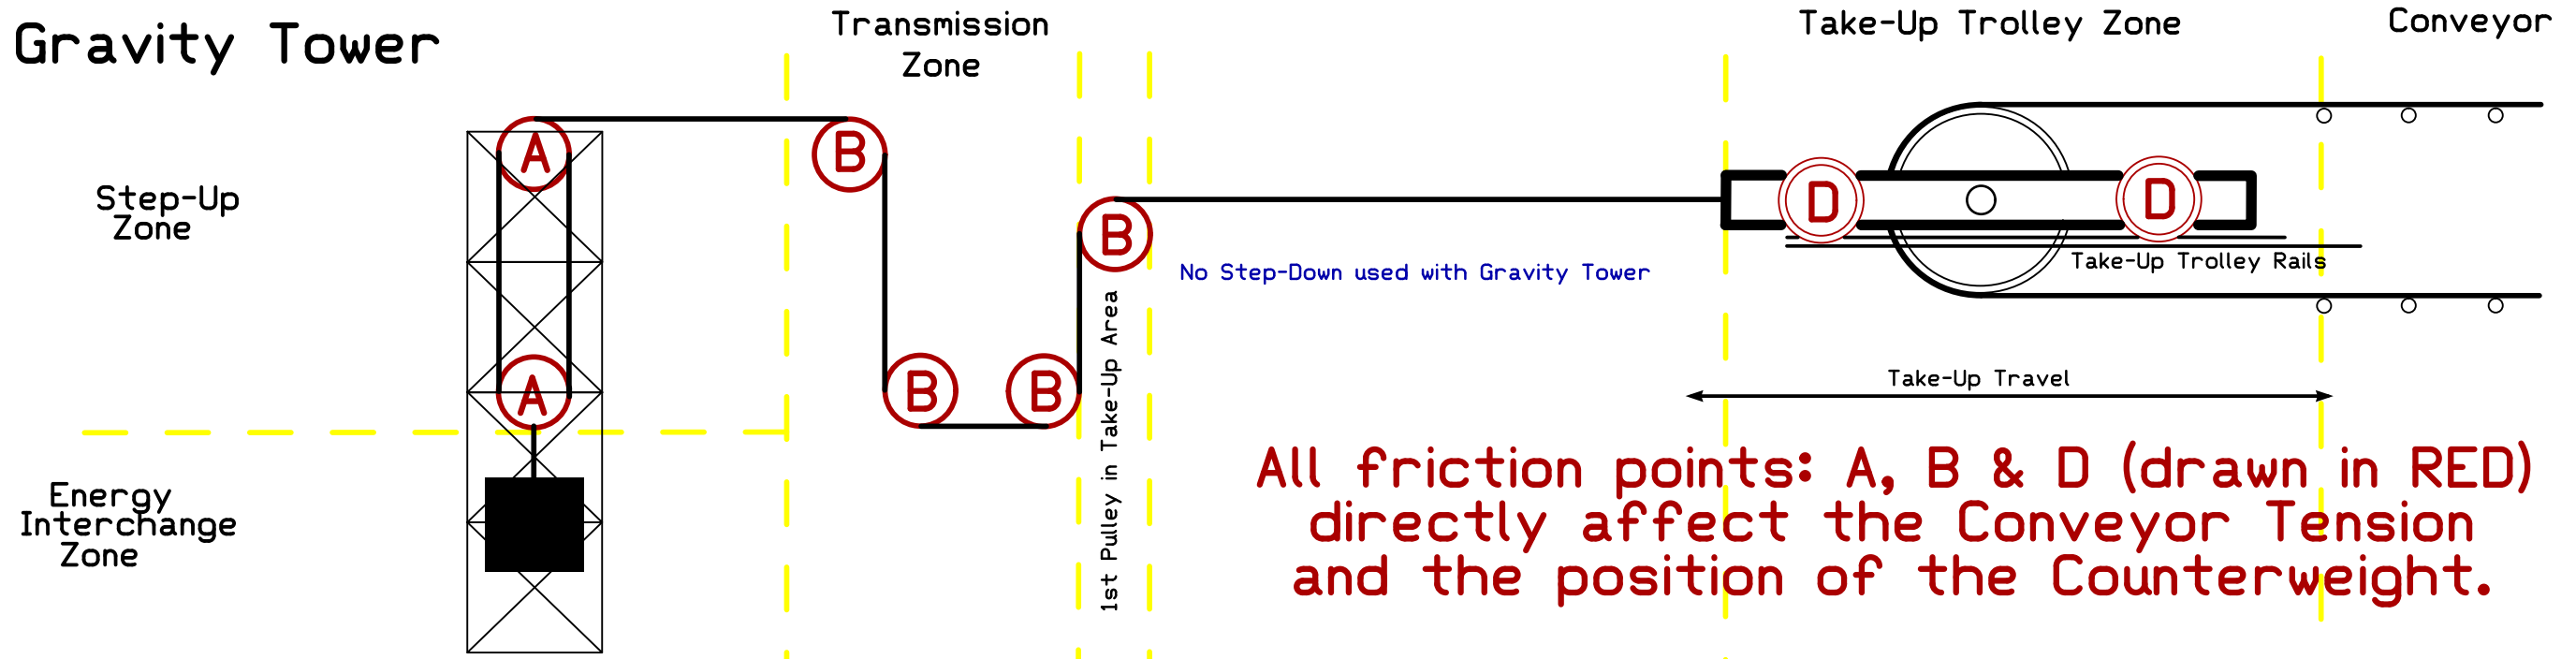 Gravity Tower
Transmission
Zone
Take-Up Trolley Zone
Conveyor
Step-Up
Zone
A
B
B
D
D
No Step-Down used with Gravity Tower
Take-Up Trolley Rails
1st Pulley in Take-Up Area
Take-Up Travel
A
B
B
Energy
Interchange
Zone
All friction points: A, B & D (drawn in RED)
directly affect the Conveyor Tension
and the position of the Counterweight.